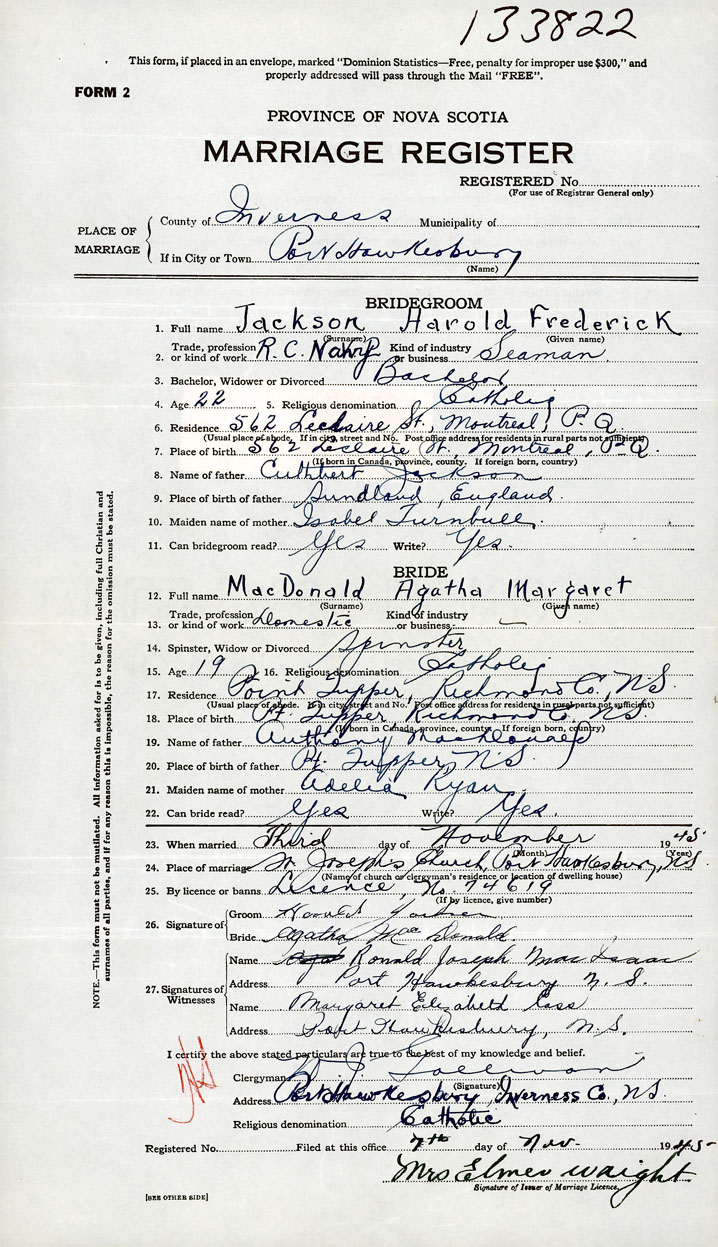 133822
This form, if placed in an envelope, marked "Dominion Statistics—Free, penalty for improper use $300," and
properly addressed will pass through the Mail "FREE".
FORM 2
PROVINCE OF NOVA SCOTIA
MARRIAGE REGISTER
REGISTERED No.
(For use of Registrar General only)
PLACE OF MARRIAGE
County of Inverness Municipality of
If in City or Town Port Hawkesbury
(Name)
BRIDEGROOM
1. Full name Jackson Harold Frederick
(Surname) (Given name)
2. Trade, profession or kind of work R.C. Navy Kind of industry or business Seaman
3. Bachelor, Widower or Divorced Bachelor
4. Age 22 5. Religious denomination Catholic
6. Residence 562 Leclaire St., Montreal, P.Q.
(Usual place of abode. If in city, street and No. Post office address for residents in rural parts not sufficient)
7. Place of birth 562 Leclaire St., Montreal, P.Q.
(If born in Canada, province, county. If foreign born, country)
8. Name of father Cuthbert Jackson
9. Place of birth of father Sundland, England.
10. Maiden name of mother Isabel Turnbull.
11. Can bridegroom read? Yes Write? Yes.
BRIDE
12. Full name MacDonald Agatha Margaret
(Surname) (Given name)
13. Trade, profession or kind of work Domestic Kind of industry or business —
14. Spinster, Widow or Divorced Spinster
15. Age 19 16. Religious denomination Catholic
17. Residence Point Tupper, Richmond Co., N.S.
(Usual place of abode. If in city, street and No. Post office address for residents in rural parts not sufficient)
18. Place of birth Pt. Tupper, Richmond Co. NS
(If born in Canada, province, county. If foreign born, country)
19. Name of father Anthony MacDonald
20. Place of birth of father Pt. Tupper, N.S.
21. Maiden name of mother Adelia Ryan.
22. Can bride read? Yes Write? Yes.
23. When married Third day of November 1945
(Month) (Year)
24. Place of marriage St. Joseph's Church, Port Hawkesbury, N.S.
(Name of church or clergyman's residence or location of dwelling house)
25. By licence or banns Licence, No. 74619
(If by licence, give number)
26. Signature of
Groom Harold Jackson
Bride Agatha MacDonald
27. Signatures of Witnesses
Name Ronald Joseph MacIsaac
Address Port Hawkesbury N.S.
Name Margaret Elizabeth
Address Port Hawkesbury, N.S.
I certify the above stated particulars are true to the best of my knowledge and belief.
Clergyman
(Signature)
Address Port Hawkesbury, Inverness Co., N.S.
Religious denomination Catholic
Registered No. Filed at this office 7th day of Nov. 1945
Mrs Elmer Waight
Signature of Issuer of Marriage Licence.
[SEE OTHER SIDE]
NOTE.—This form must not be mutilated. All information asked for is to be given, including full Christian and
surnames of all parties, and if for any reason this is impossible, the reason for the omission must be stated.